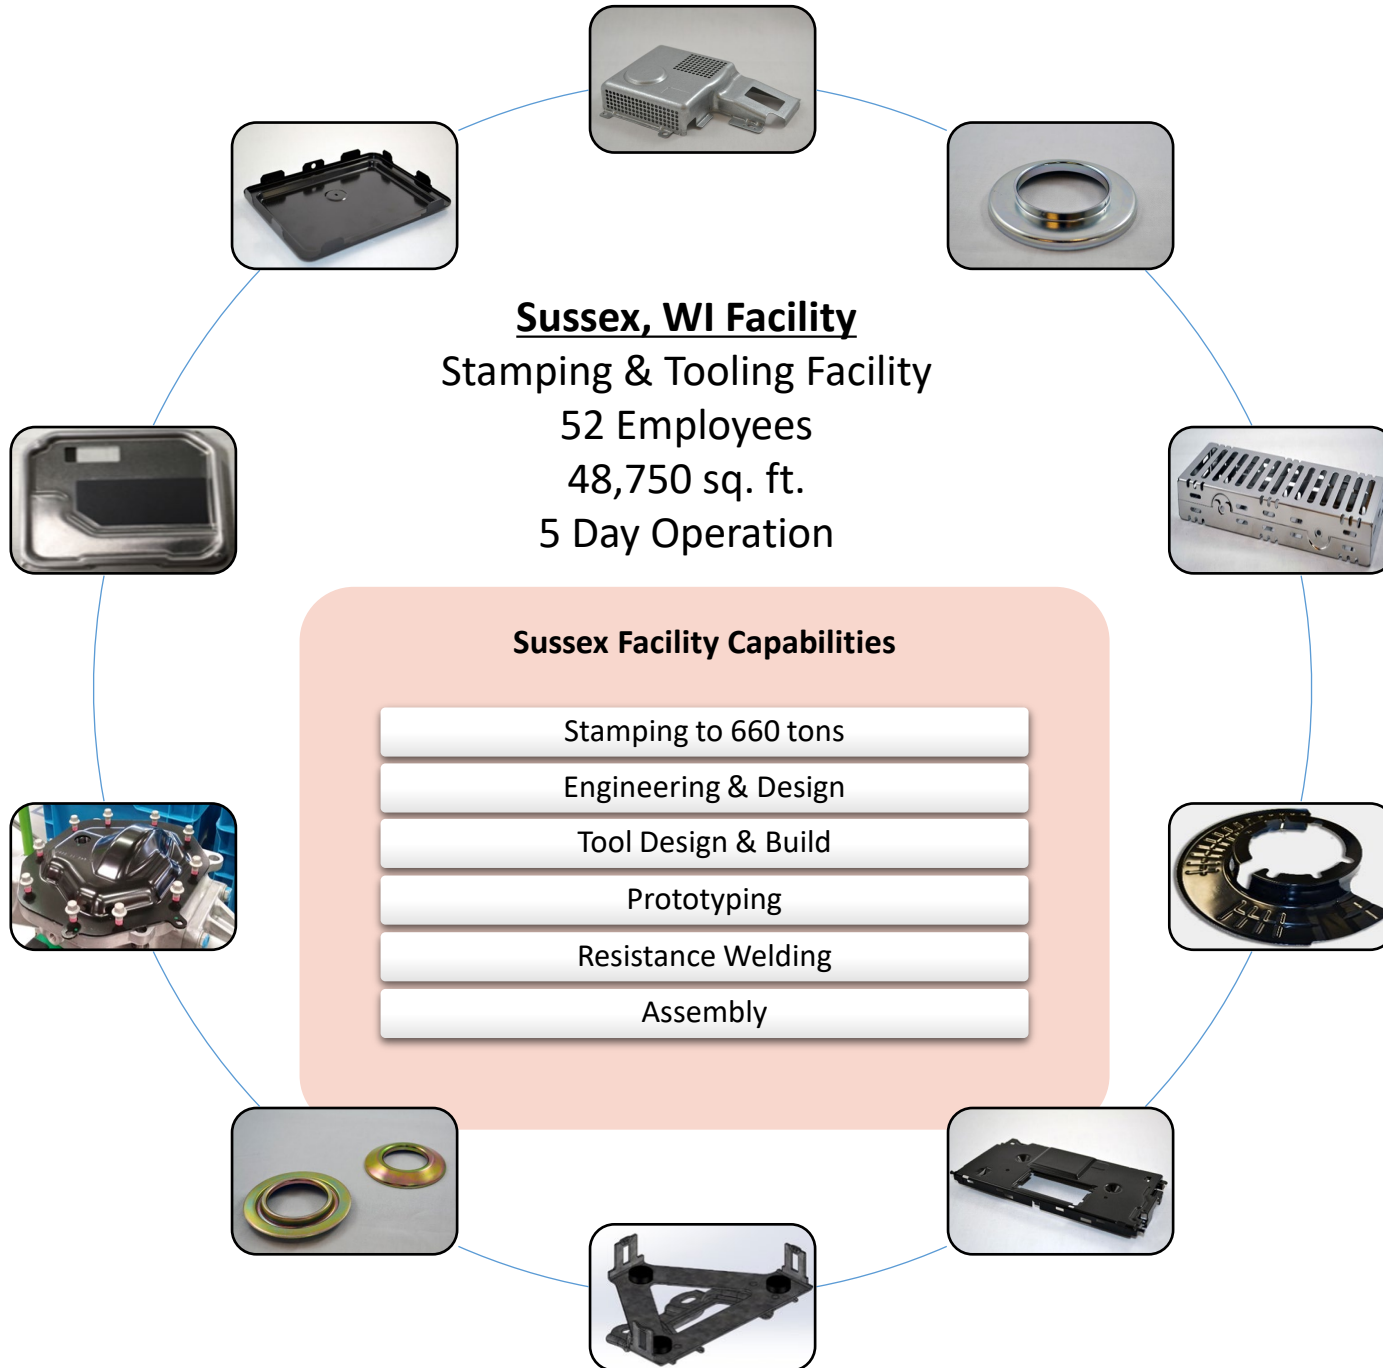 Sussex, WI Facility
Stamping & Tooling Facility
52 Employees
48,750 sq. ft.
5 Day Operation
Sussex Facility Capabilities
Stamping to 660 tons
Engineering & Design
Tool Design & Build
Prototyping
Resistance Welding
Assembly